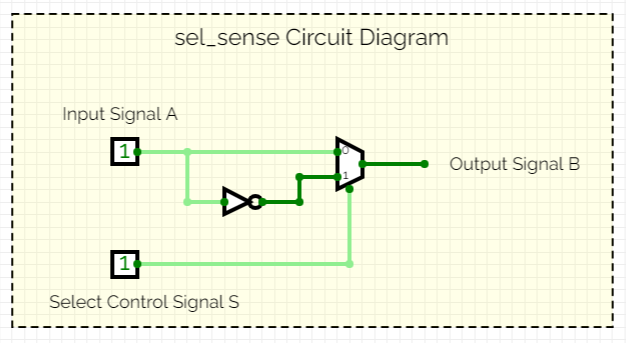 sel_sense Circuit Diagram
Input Signal A
1
0
1
Output Signal B
1
Select Control Signal S